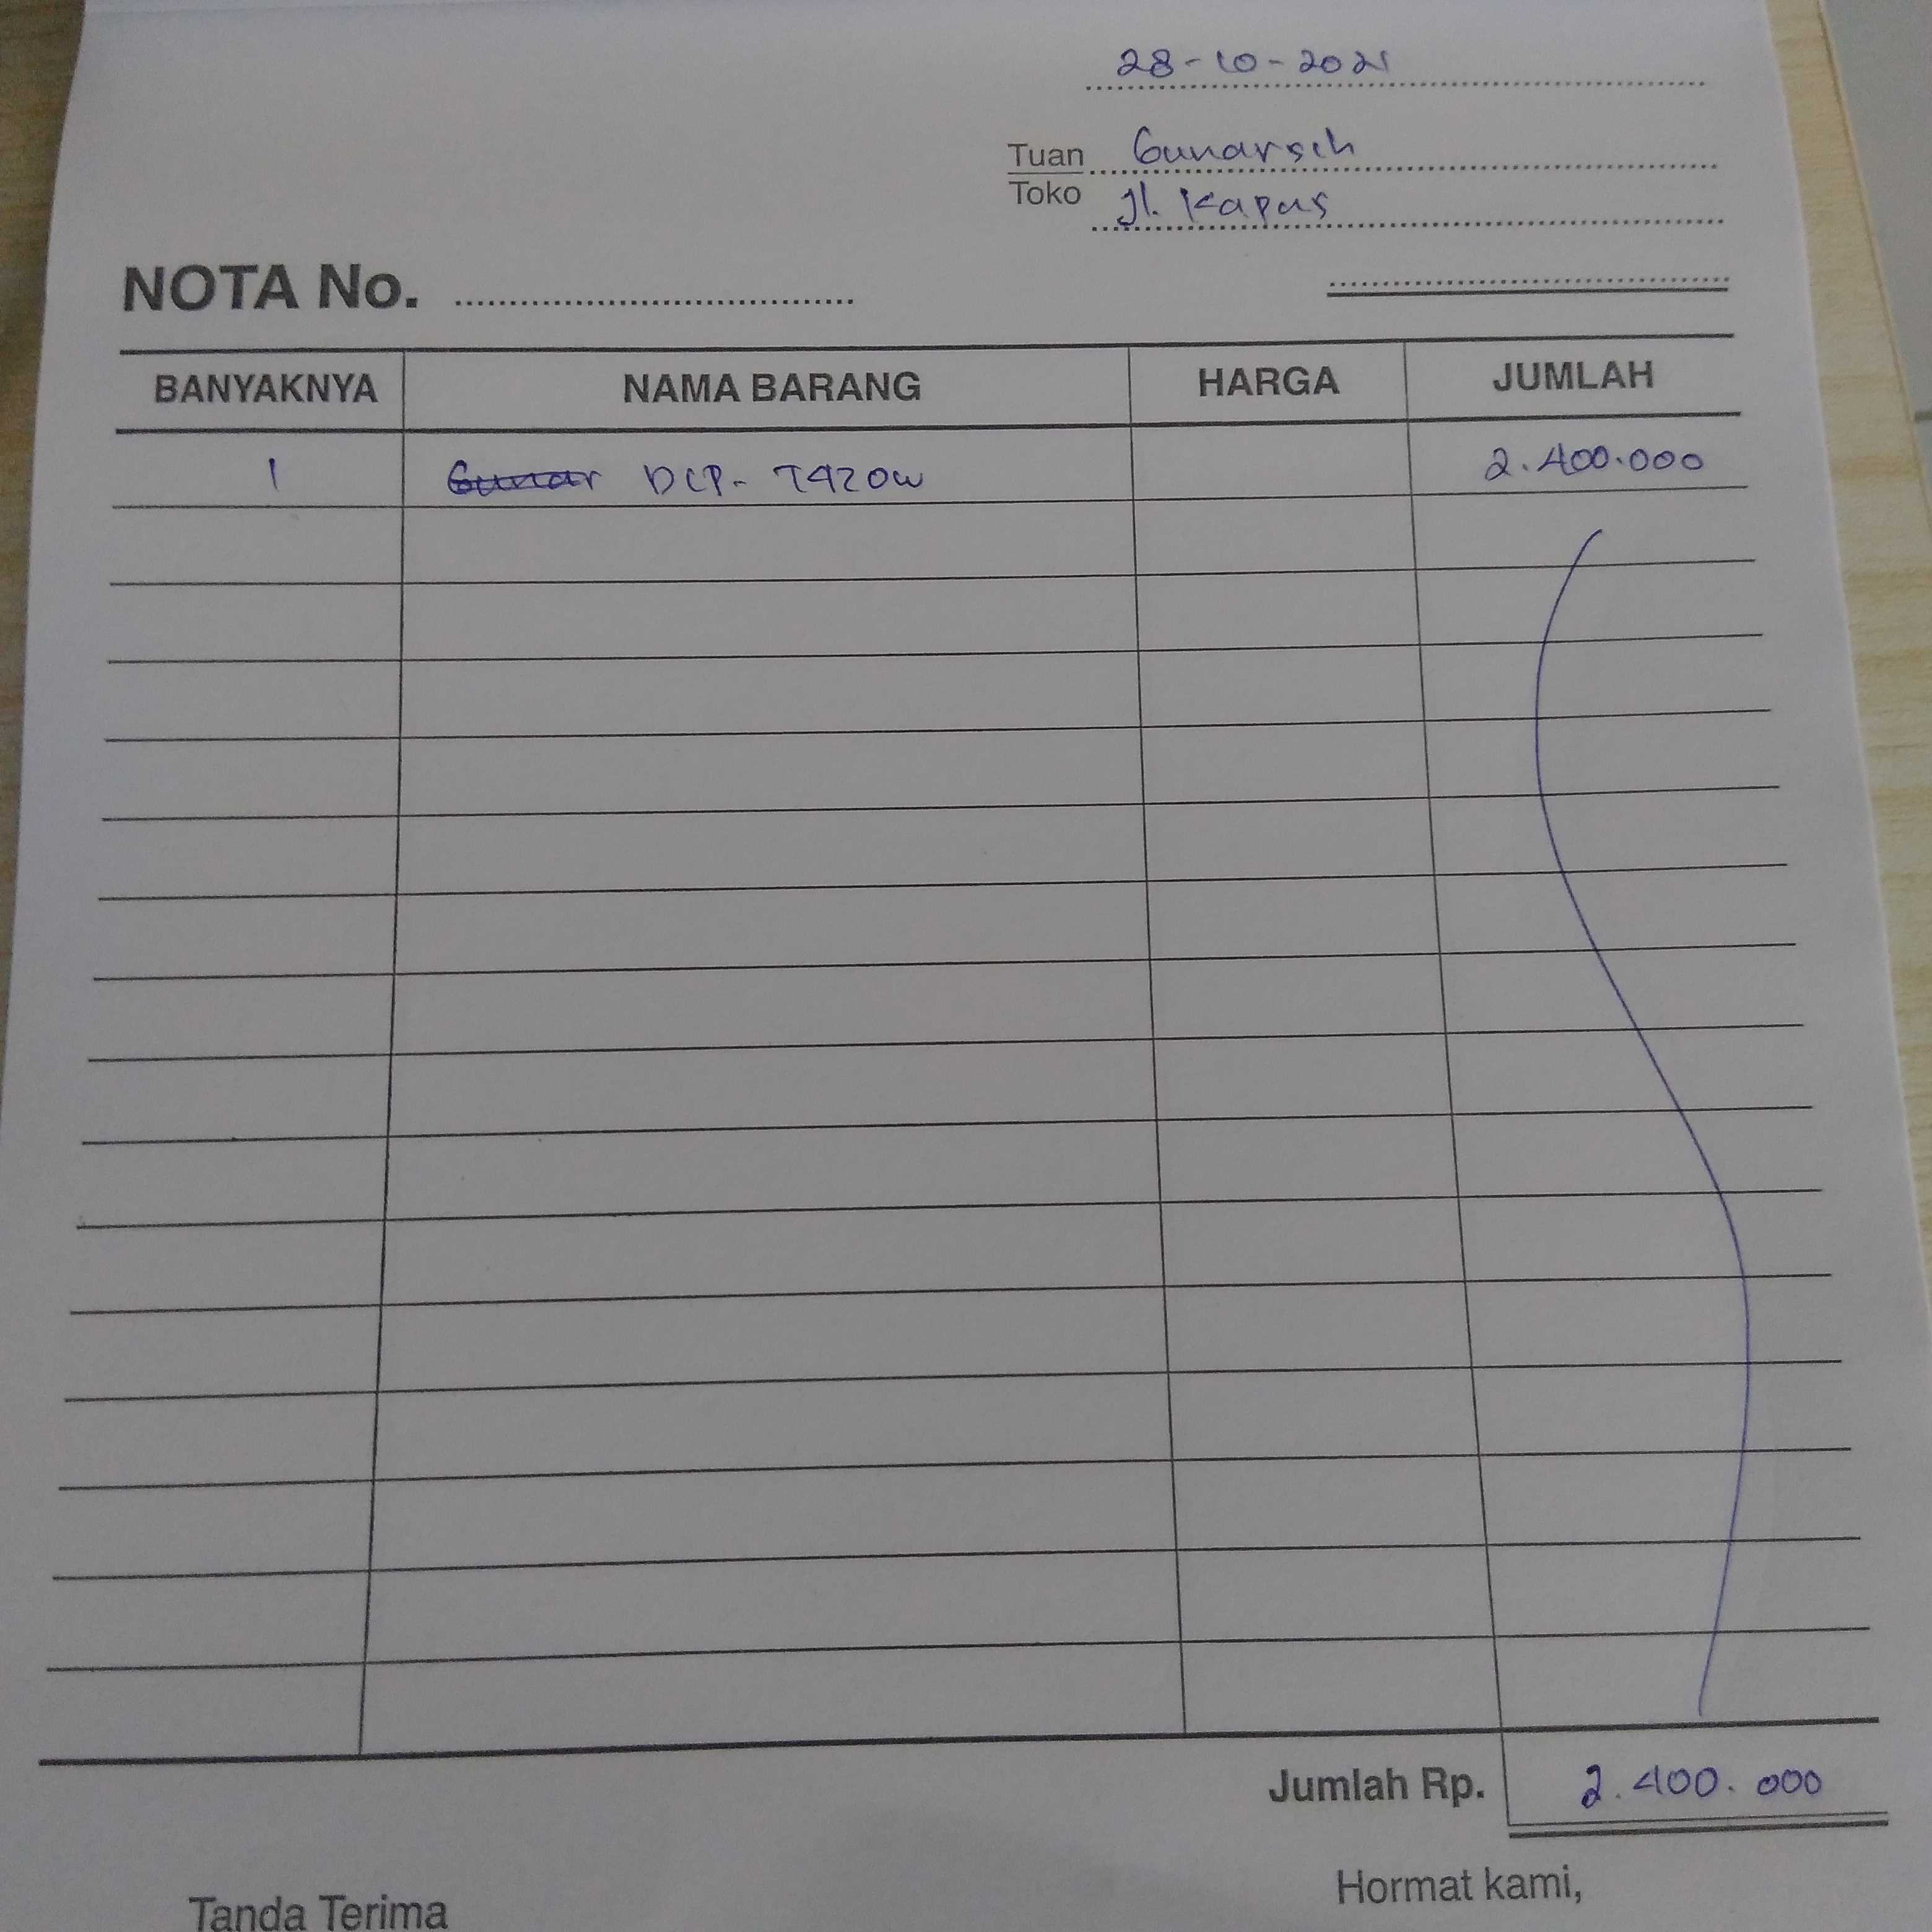 28-10-2021
Tuan Gunarsih
Toko Jl. Kapas
NOTA No.
BANYAKNYA NAMA BARANG HARGA JUMLAH
1 Gunar DCP- T420W 2.400.000
Jumlah Rp. 2.400.000
Tanda Terima Hormat kami,